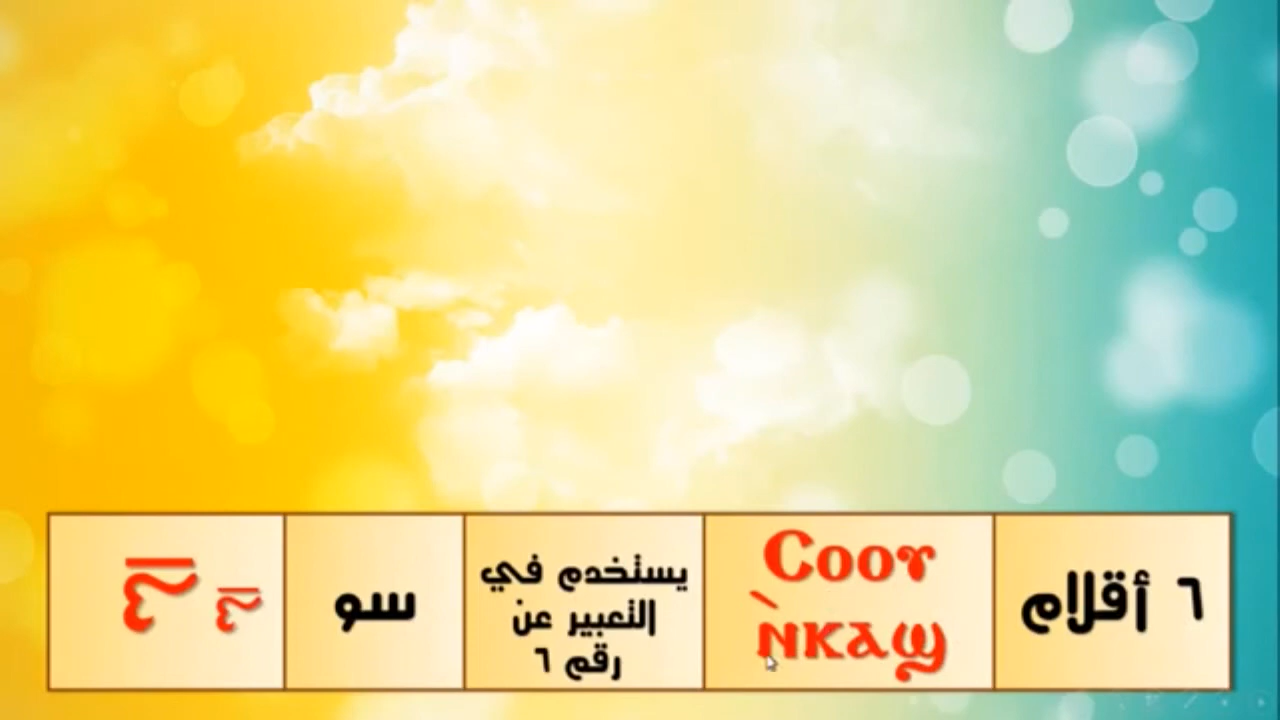 ٦ أقلام
Ⲥⲟⲟⲩ
ⲛ̀ⲕⲁϣ
يستخدم في
التعبير عن
رقم ٦
سو
ⲋ̅ ⲋ̅